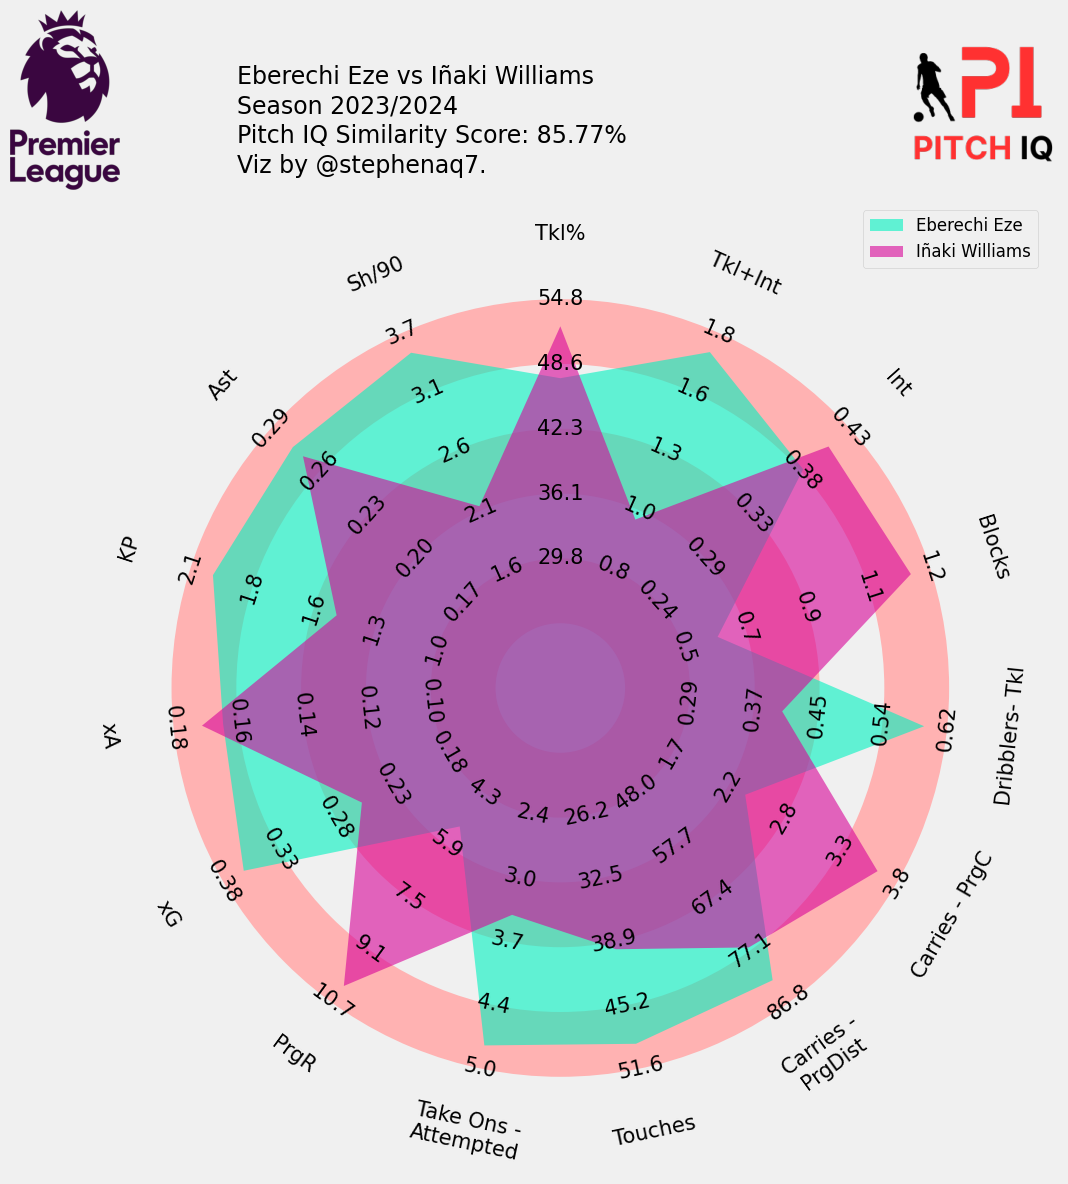 Eberechi Eze vs Iñaki Williams
Season 2023/2024
Pitch IQ Similarity Score: 85.77%
Viz by @stephenaq7.
Premier
League
PI
PITCH IQ
Eberechi Eze
Iñaki Williams
Tkl%
54.8
48.6
42.3
36.1
29.8
Tkl+Int
1.8
1.6
1.3
1.0
0.8
Int
0.43
0.38
0.33
0.29
0.24
Blocks
1.2
1.1
0.9
0.7
0.5
Dribblers- Tkl
0.62
0.54
0.45
0.37
0.29
Carries - PrgC
3.8
3.3
2.8
2.2
1.7
Carries -
PrgDist
86.8
77.1
67.4
57.7
48.0
Touches
51.6
45.2
38.9
32.5
26.2
Take Ons -
Attempted
5.0
4.4
3.7
3.0
2.4
PrgR
10.7
9.1
7.5
5.9
4.3
xG
0.38
0.33
0.28
0.23
0.18
xA
0.18
0.16
0.14
0.12
0.10
KP
2.1
1.8
1.6
1.3
1.0
Ast
0.29
0.26
0.23
0.20
0.17
Sh/90
3.7
3.1
2.6
2.1
1.6